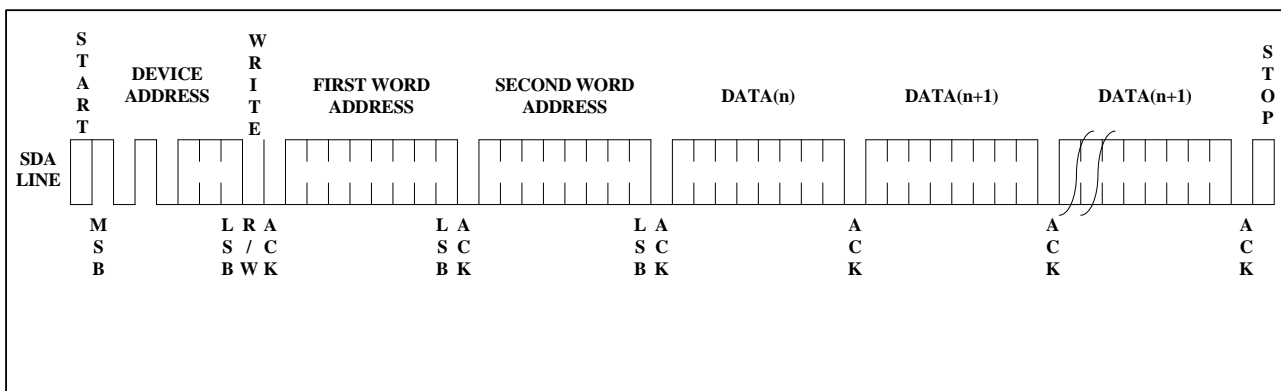 START
WRITE
STOP
DEVICE
ADDRESS
FIRST WORD
ADDRESS
SECOND WORD
ADDRESS
DATA(n)
DATA(n+1)
DATA(n+1)
SDA
LINE
MSB
LSB
R/W
ACK
LSB
ACK
LSB
ACK
ACK
ACK
ACK